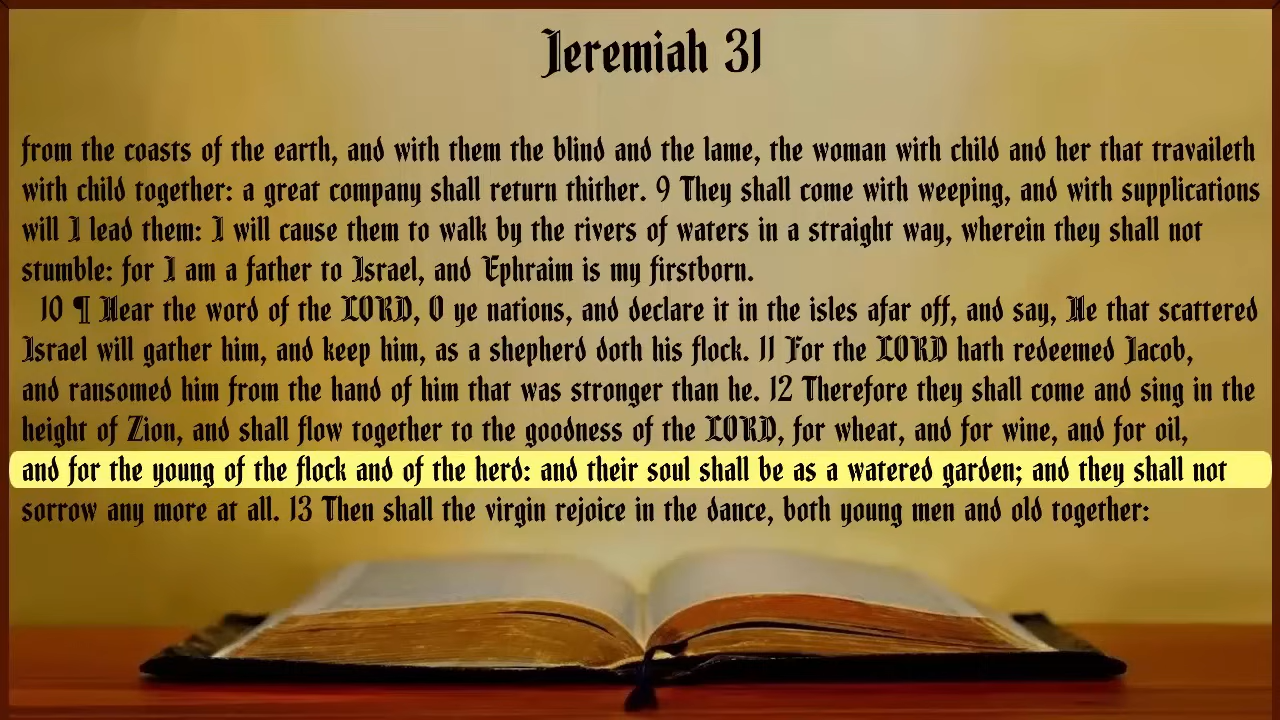 Jeremiah 31
from the coasts of the earth, and with them the blind and the lame, the woman with child and her that travaileth
with child together: a great company shall return thither. 9 They shall come with weeping, and with supplications
will I lead them: I will cause them to walk by the rivers of waters in a straight way, wherein they shall not
stumble: for I am a father to Israel, and Ephraim is my firstborn.
10 ¶ Hear the word of the LORD, O ye nations, and declare it in the isles afar off, and say, He that scattered
Israel will gather him, and keep him, as a shepherd doth his flock. 11 For the LORD hath redeemed Jacob,
and ransomed him from the hand of him that was stronger than he. 12 Therefore they shall come and sing in the
height of Zion, and shall flow together to the goodness of the LORD, for wheat, and for wine, and for oil,
and for the young of the flock and of the herd: and their soul shall be as a watered garden; and they shall not
sorrow any more at all. 13 Then shall the virgin rejoice in the dance, both young men and old together: